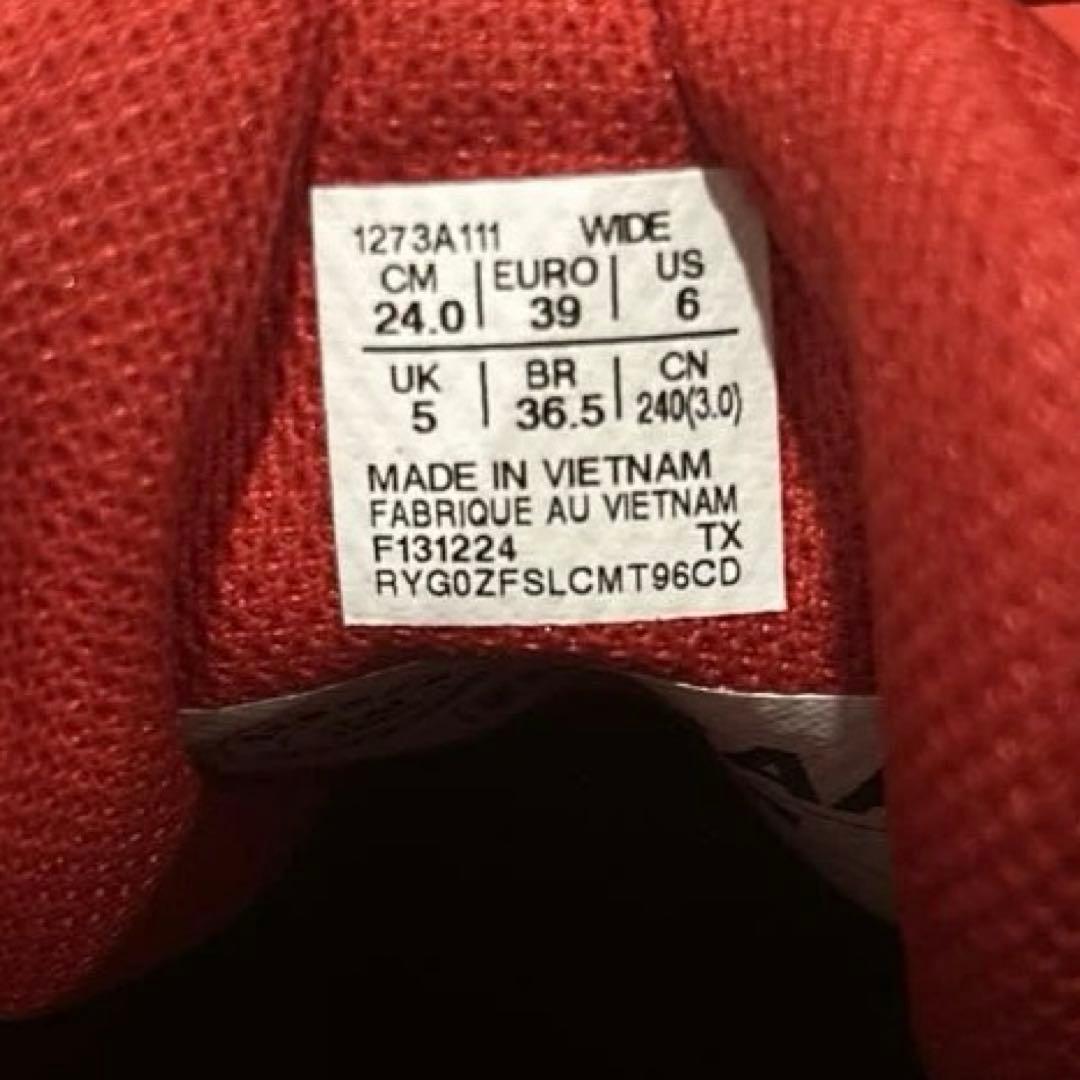 1273A111 WIDE
CM | EURO | US
24.0 | 39 | 6
UK | BR | CN
5 | 36.5 | 240(3.0)
MADE IN VIETNAM
FABRIQUE AU VIETNAM
F131224 TX
RYG0ZFSLCMT96CD